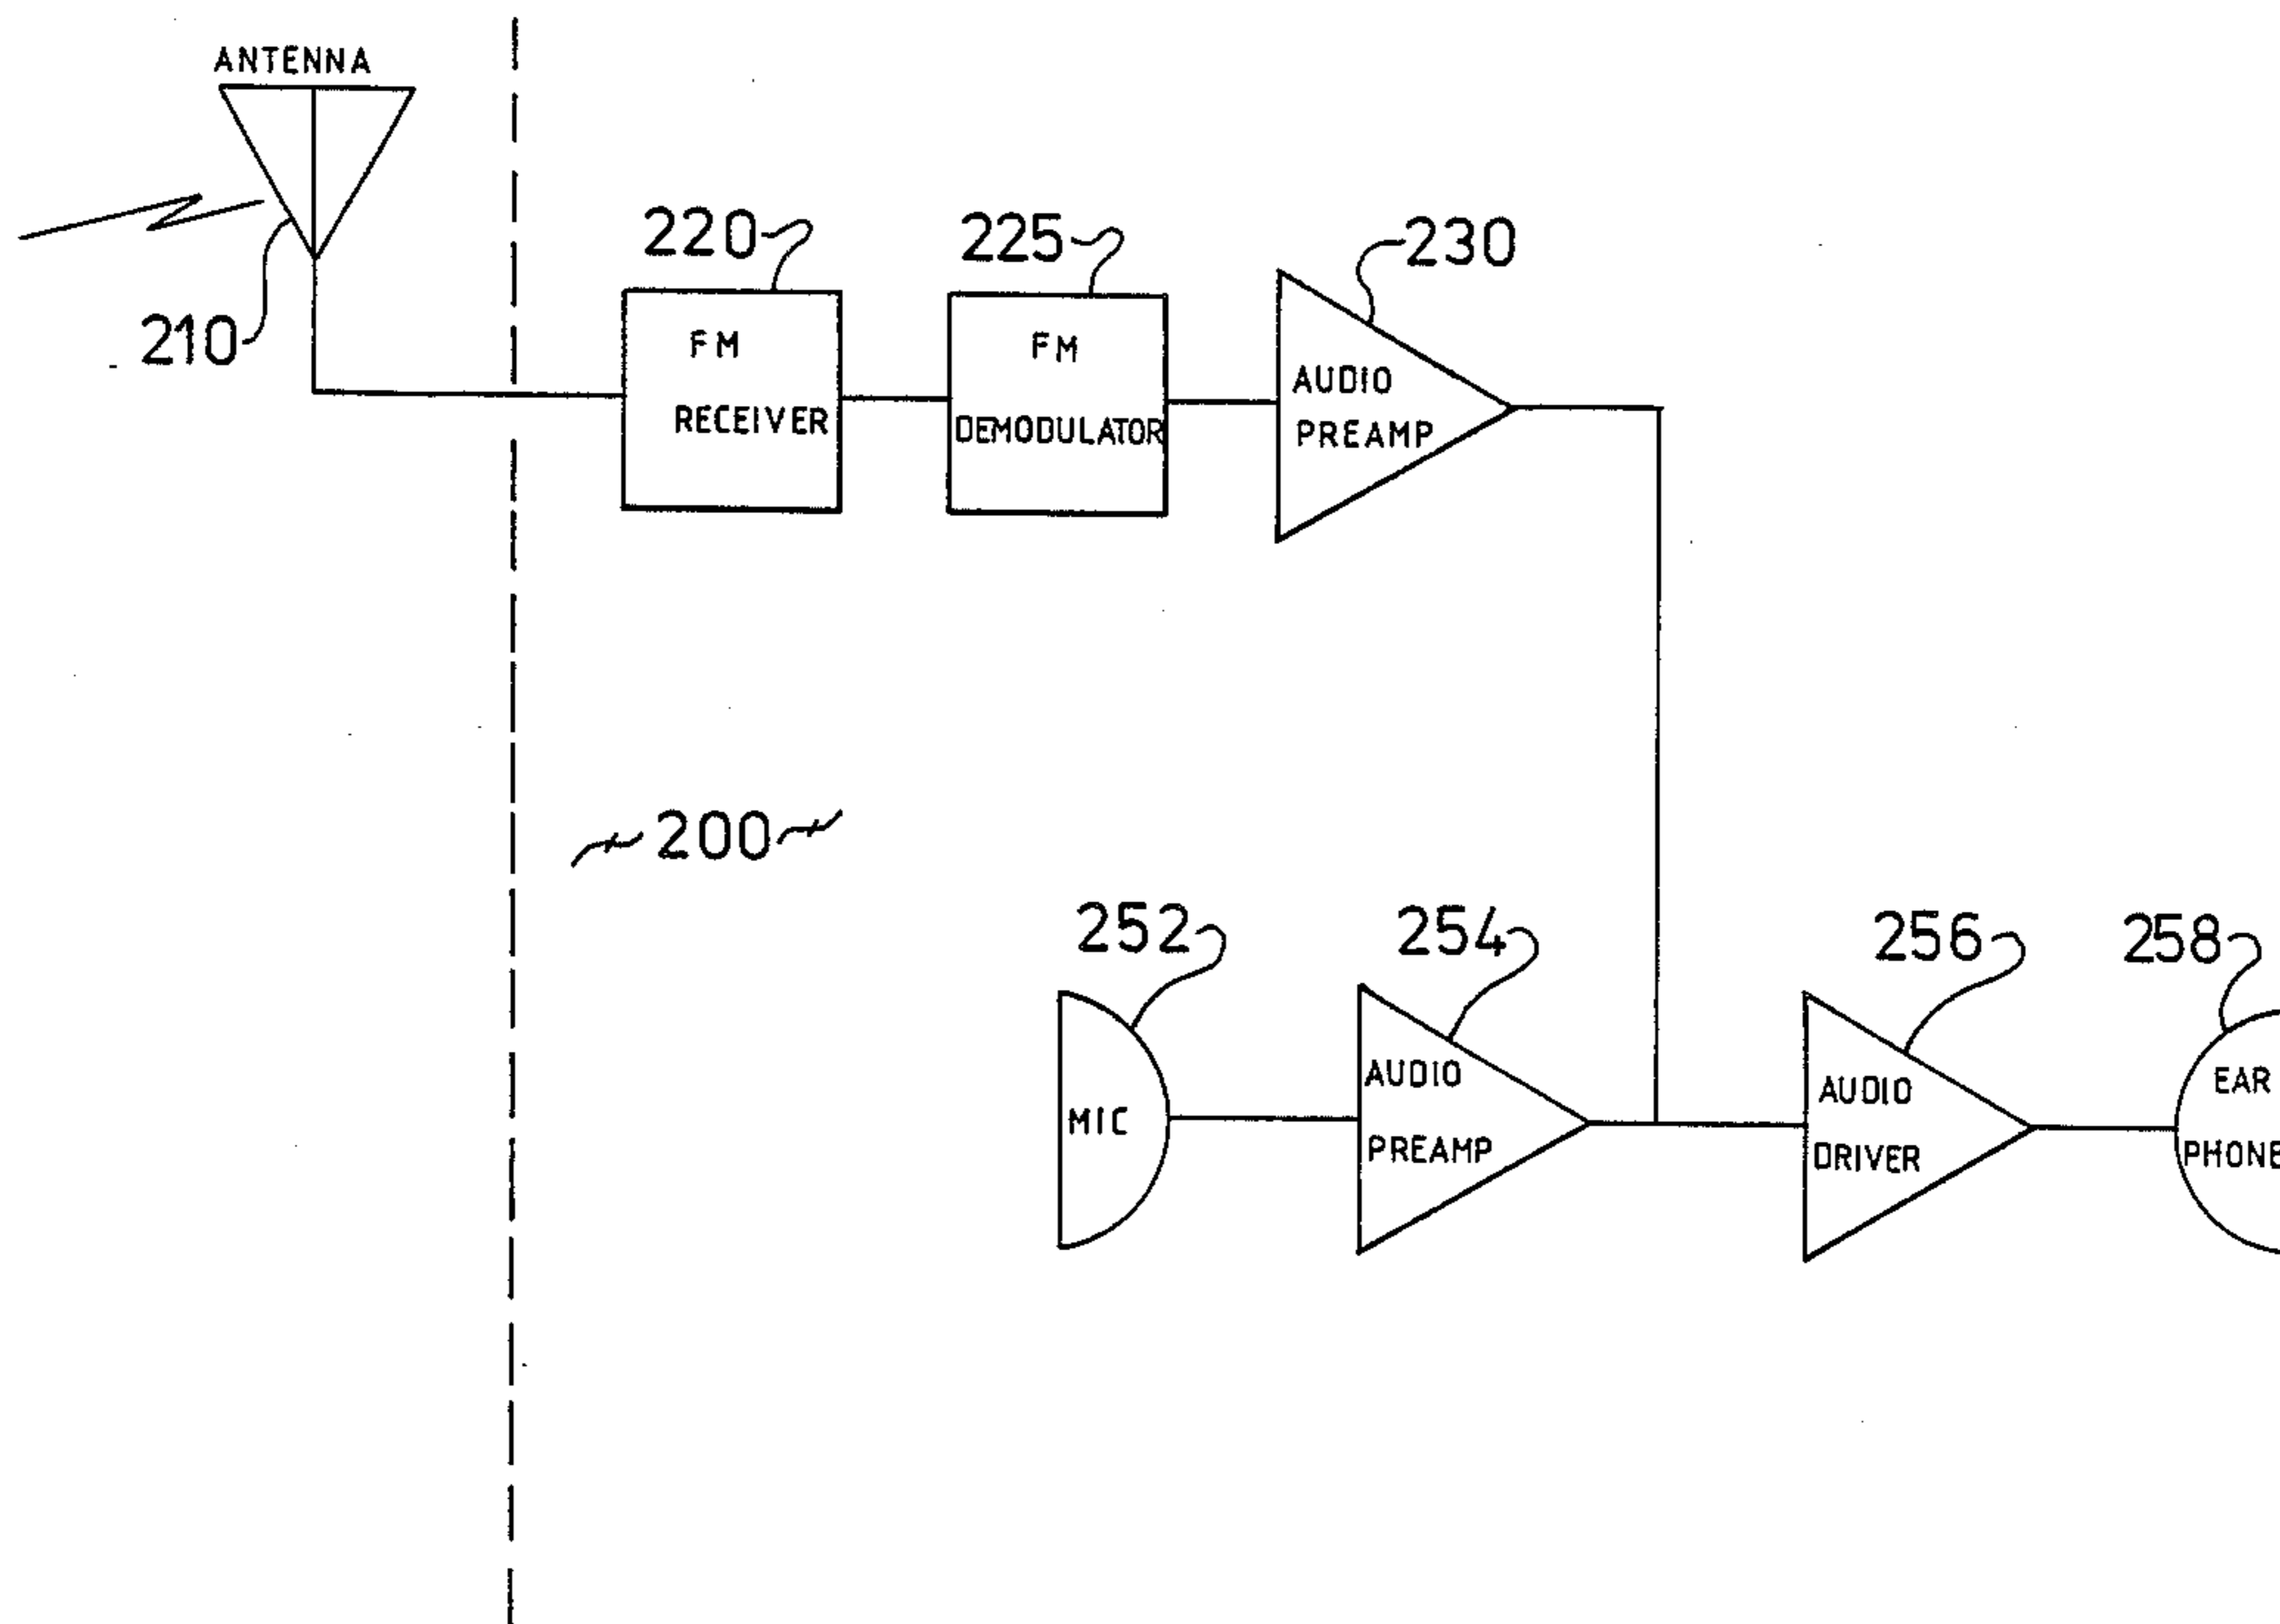 ANTENNA
210
220
225
230
FM
RECEIVER
FM
DEMODULATOR
AUDIO
PREAMP
200
252
254
256
258
MIC
AUDIO
PREAMP
AUDIO
DRIVER
EAR
PHONE